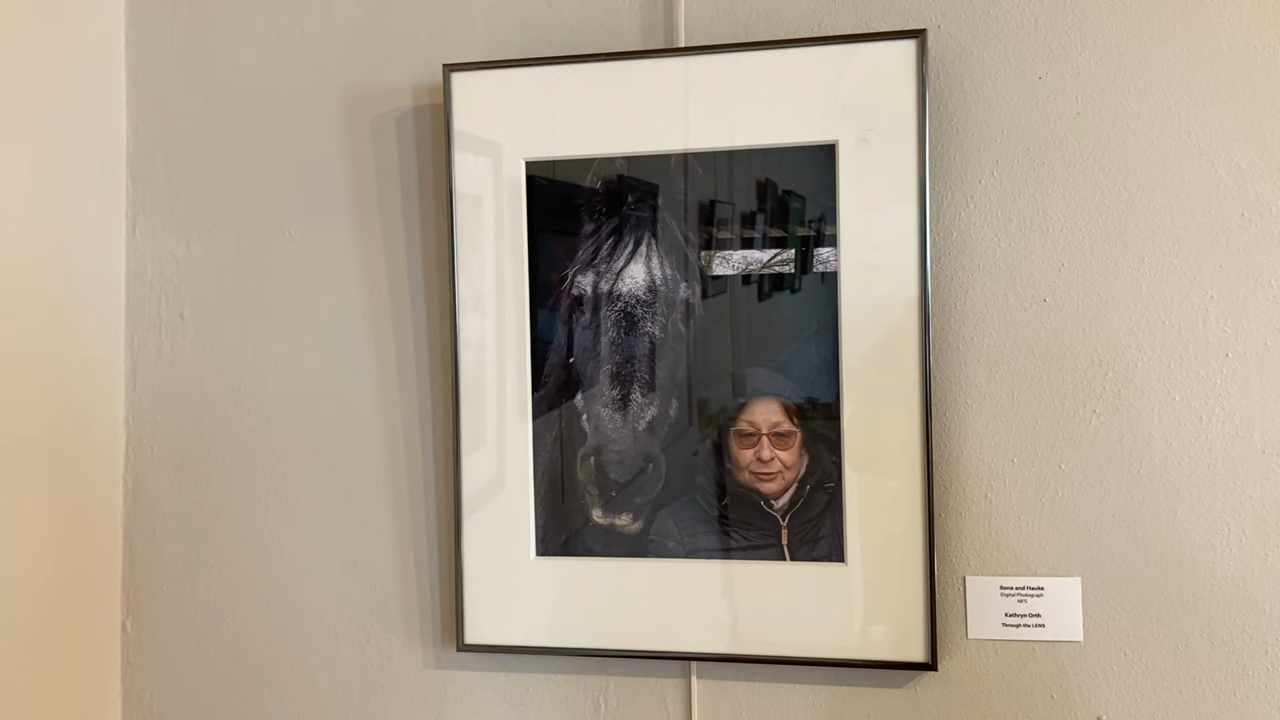 Ilona and Hauke
Digital Photograph
NFS
Kathryn Orth
Through the LENS